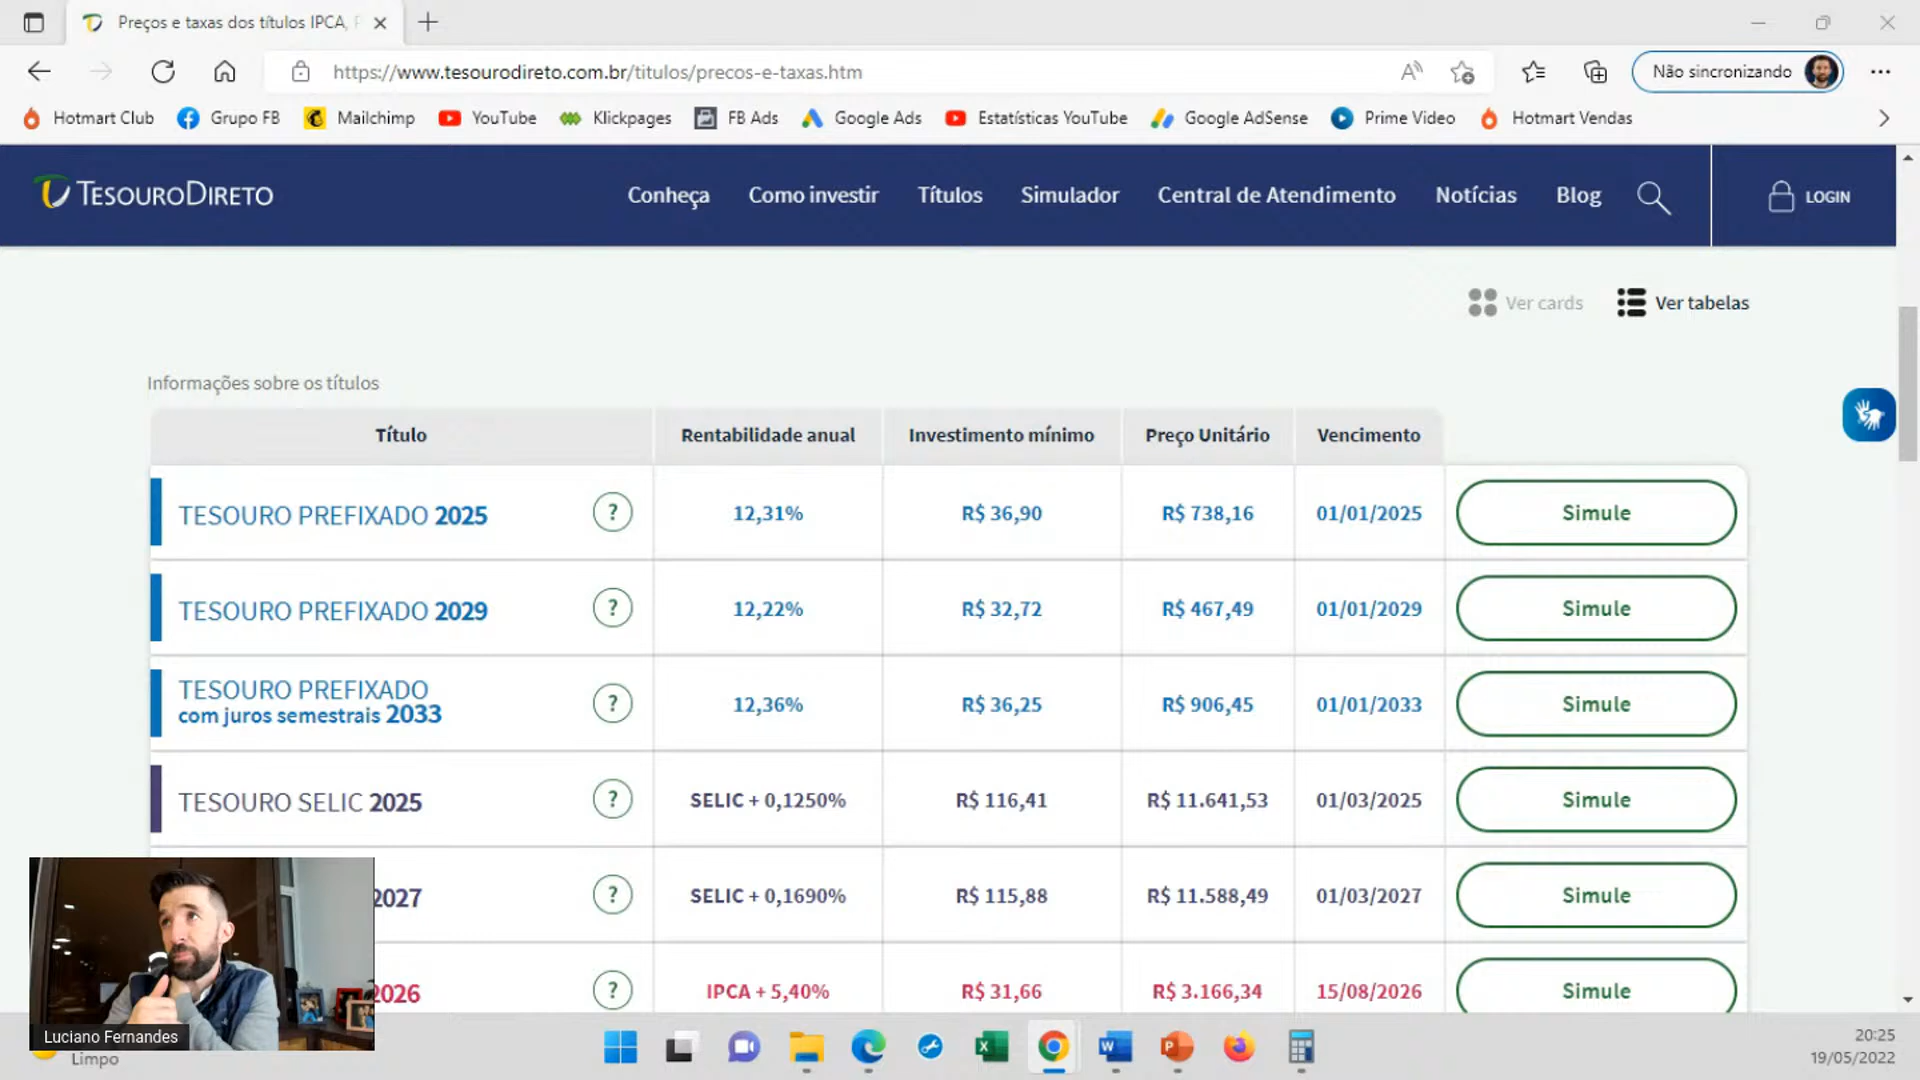 Preços e taxas dos títulos IPCA,
https://www.tesourodireto.com.br/titulos/precos-e-taxas.htm
Não sincronizando
Hotmart Club
Grupo FB
Mailchimp
YouTube
Klickpages
FB Ads
Google Ads
Estatísticas YouTube
Google AdSense
Prime Video
Hotmart Vendas
TESOURODIRETO
Conheça
Como investir
Títulos
Simulador
Central de Atendimento
Notícias
Blog
LOGIN
Ver cards
Ver tabelas
Informações sobre os títulos
Título Rentabilidade anual Investimento mínimo Preço Unitário Vencimento
TESOURO PREFIXADO 2025 ? 12,31% R$ 36,90 R$ 738,16 01/01/2025 Simule
TESOURO PREFIXADO 2029 ? 12,22% R$ 32,72 R$ 467,49 01/01/2029 Simule
TESOURO PREFIXADO
com juros semestrais 2033 ? 12,36% R$ 36,25 R$ 906,45 01/01/2033 Simule
TESOURO SELIC 2025 ? SELIC + 0,1250% R$ 116,41 R$ 11.641,53 01/03/2025 Simule
2027 ? SELIC + 0,1690% R$ 115,88 R$ 11.588,49 01/03/2027 Simule
2026 ? IPCA + 5,40% R$ 31,66 R$ 3.166,34 15/08/2026 Simule
Luciano Fernandes
Limpo
20:25
19/05/2022